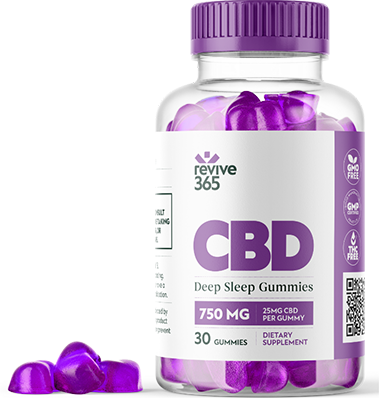 revive
365
CBD
Deep Sleep Gummies
750 MG
25MG CBD
PER GUMMY
30 GUMMIES
DIETARY
SUPPLEMENT
GMO
FREE
GMP
THC
FREE